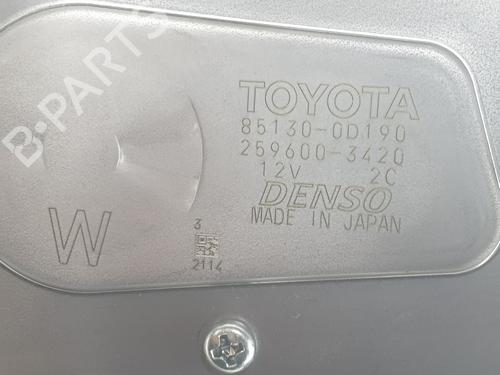 B-PARTS
TOYOTA
85130-0D190
259600-3420
12V 2C
DENSO
MADE IN JAPAN
W
3
2114